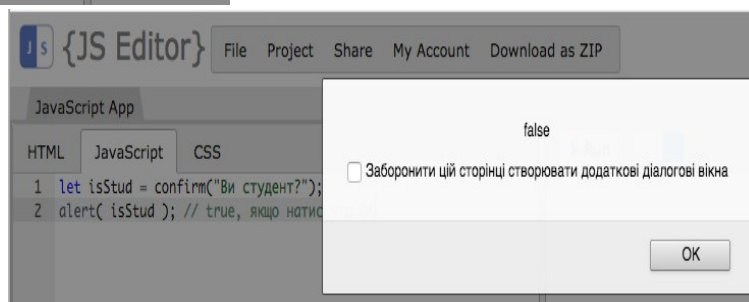 JS {JS Editor} File Project Share My Account Download as ZIP
JavaScript App
false
Заборонити цій сторінці створювати додаткові діалогові вікна
OK
HTML JavaScript CSS
1 let isStud = confirm("Ви студент?");
2 alert( isStud ); // true, якщо натис